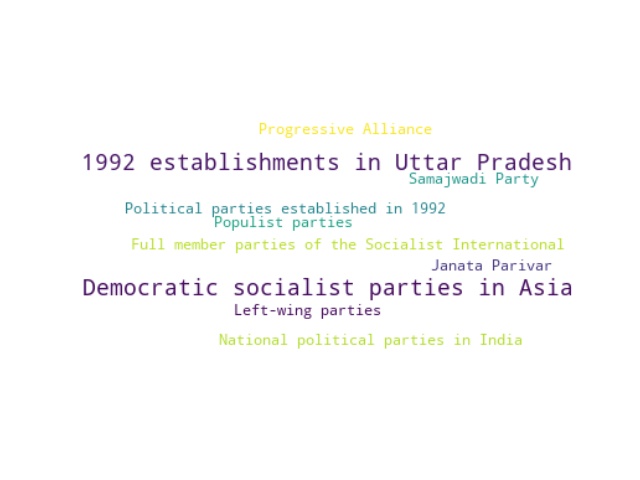 Progressive Alliance
1992 establishments in Uttar Pradesh
Samajwadi Party
Political parties established in 1992
Populist parties
Full member parties of the Socialist International
Janata Parivar
Democratic socialist parties in Asia
Left-wing parties
National political parties in India